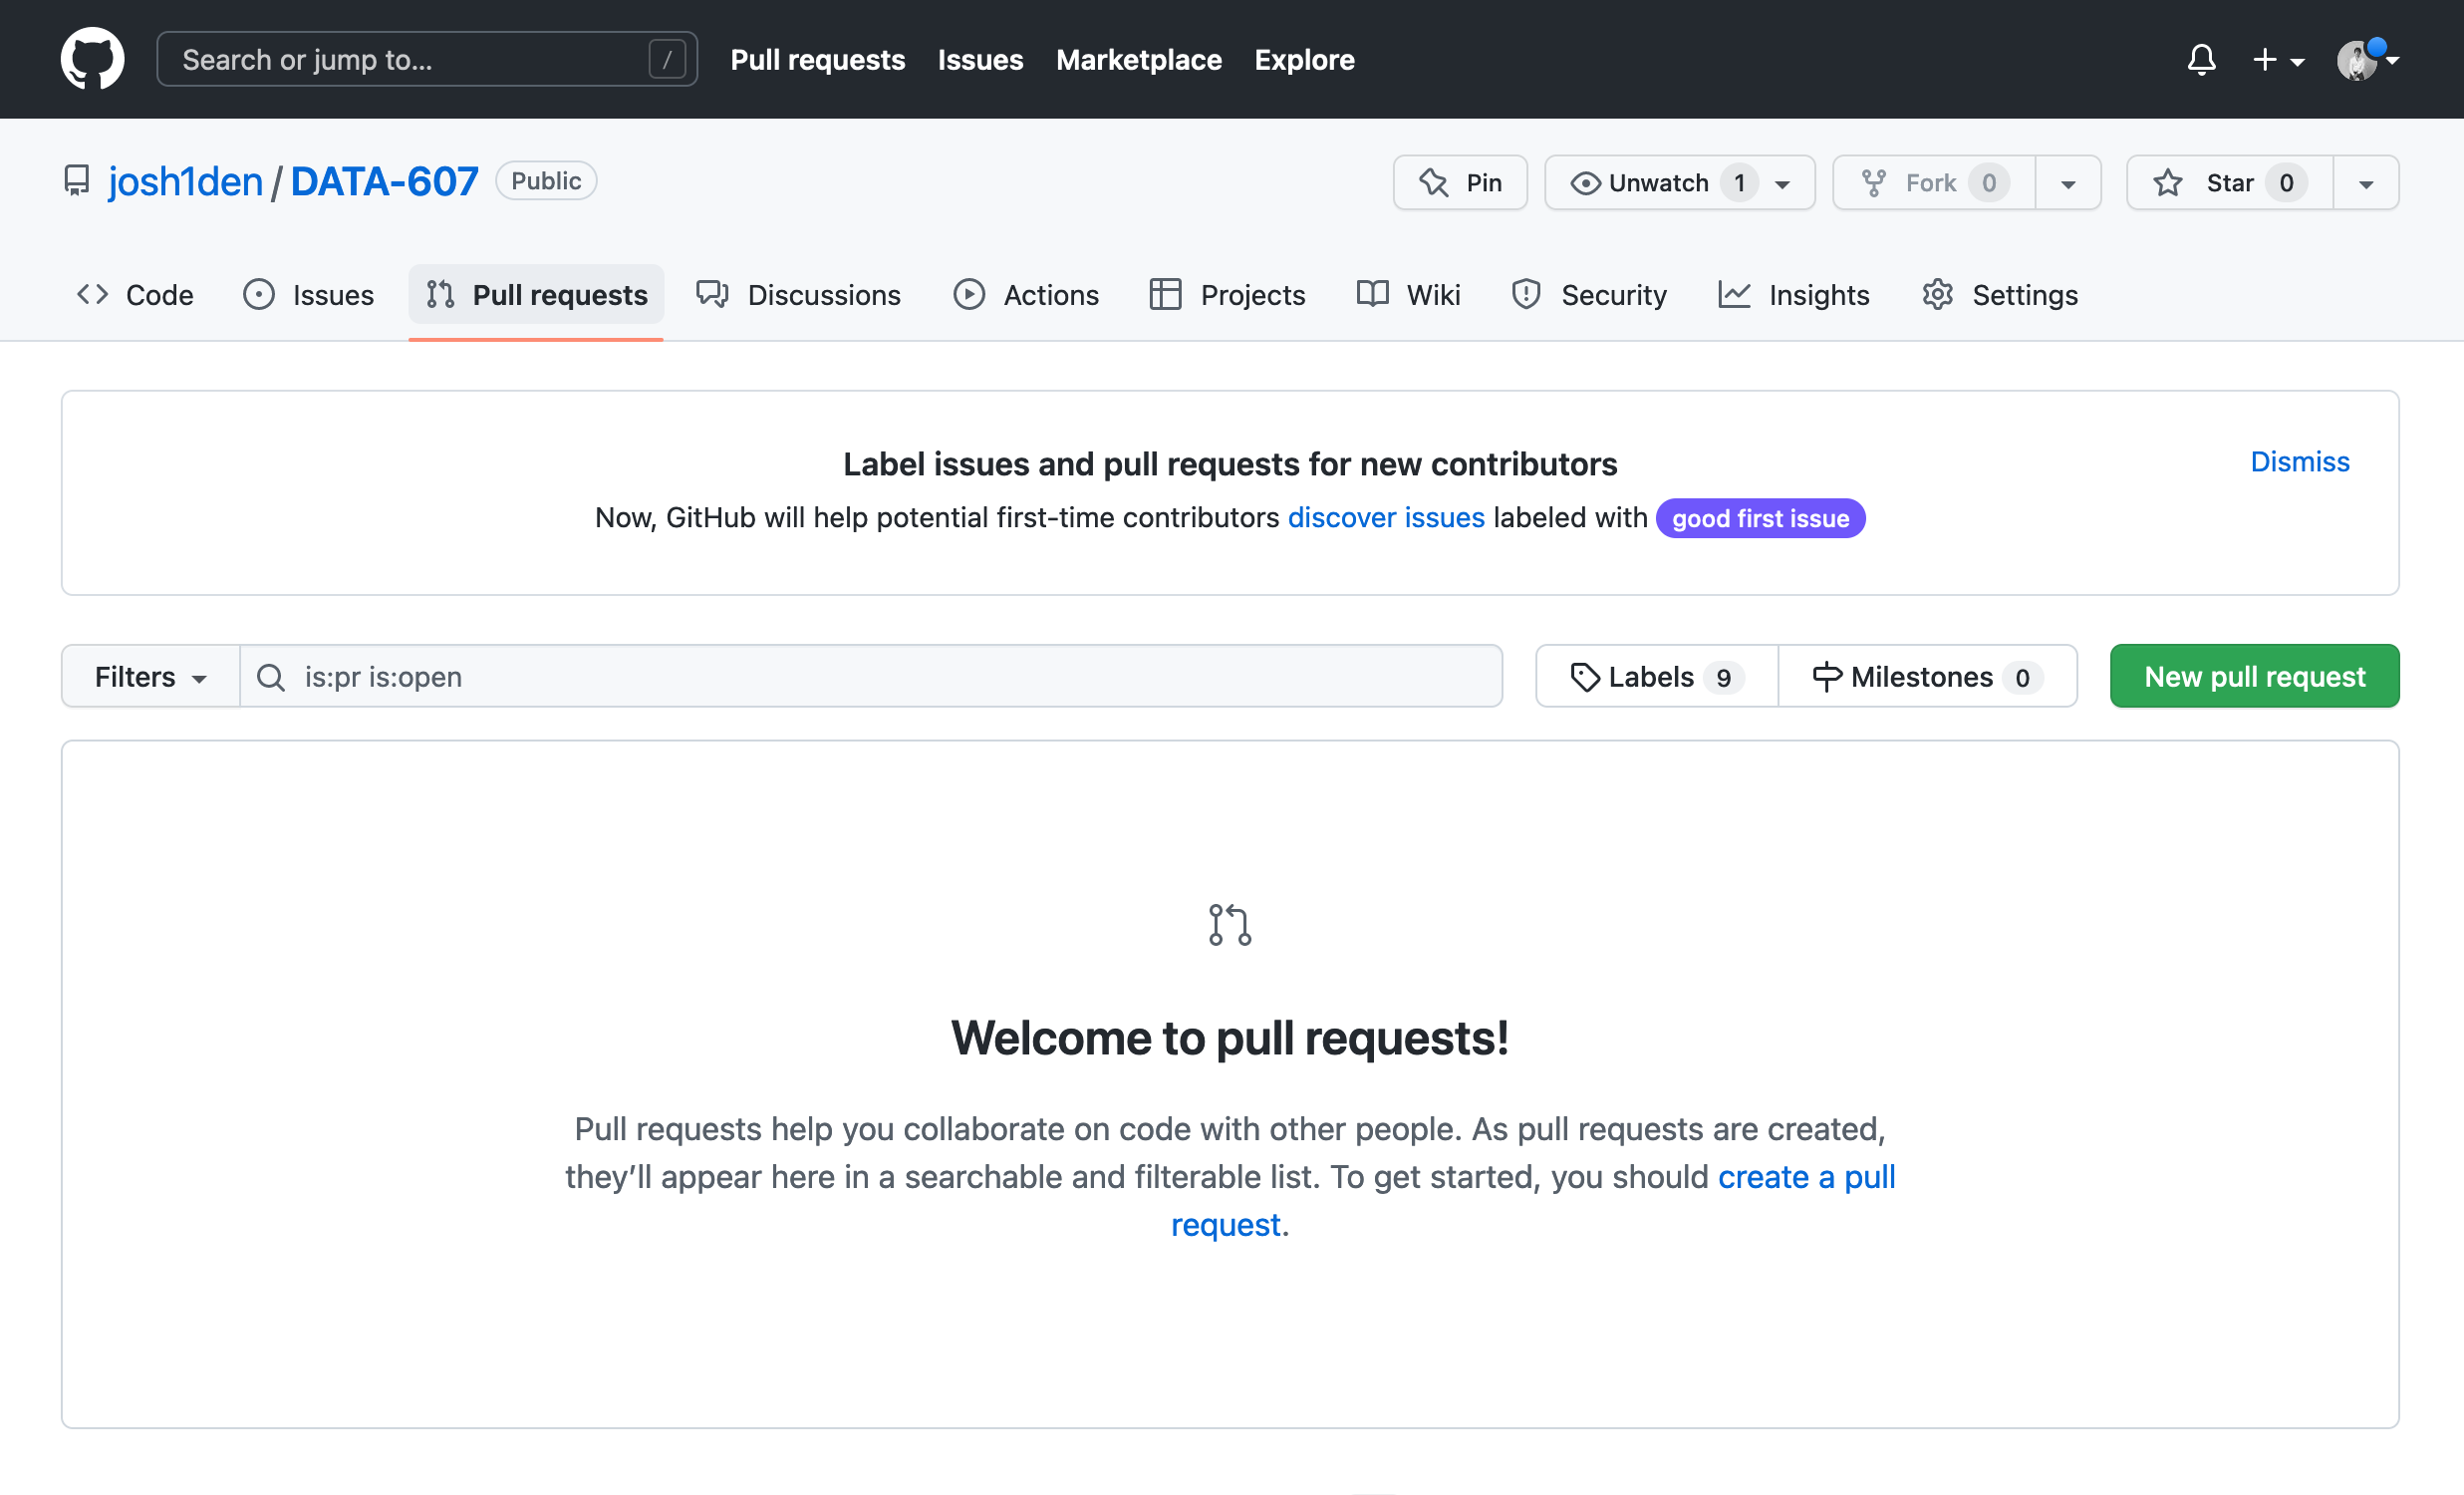 Search or jump to... / Pull requests Issues Marketplace Explore
josh1den / DATA-607 Public Pin Unwatch 1 Fork 0 Star 0
Code Issues Pull requests Discussions Actions Projects Wiki Security Insights Settings
Label issues and pull requests for new contributors Dismiss
Now, GitHub will help potential first-time contributors discover issues labeled with good first issue
Filters is:pr is:open Labels 9 Milestones 0 New pull request
Welcome to pull requests!
Pull requests help you collaborate on code with other people. As pull requests are created,
they’ll appear here in a searchable and filterable list. To get started, you should create a pull
request.